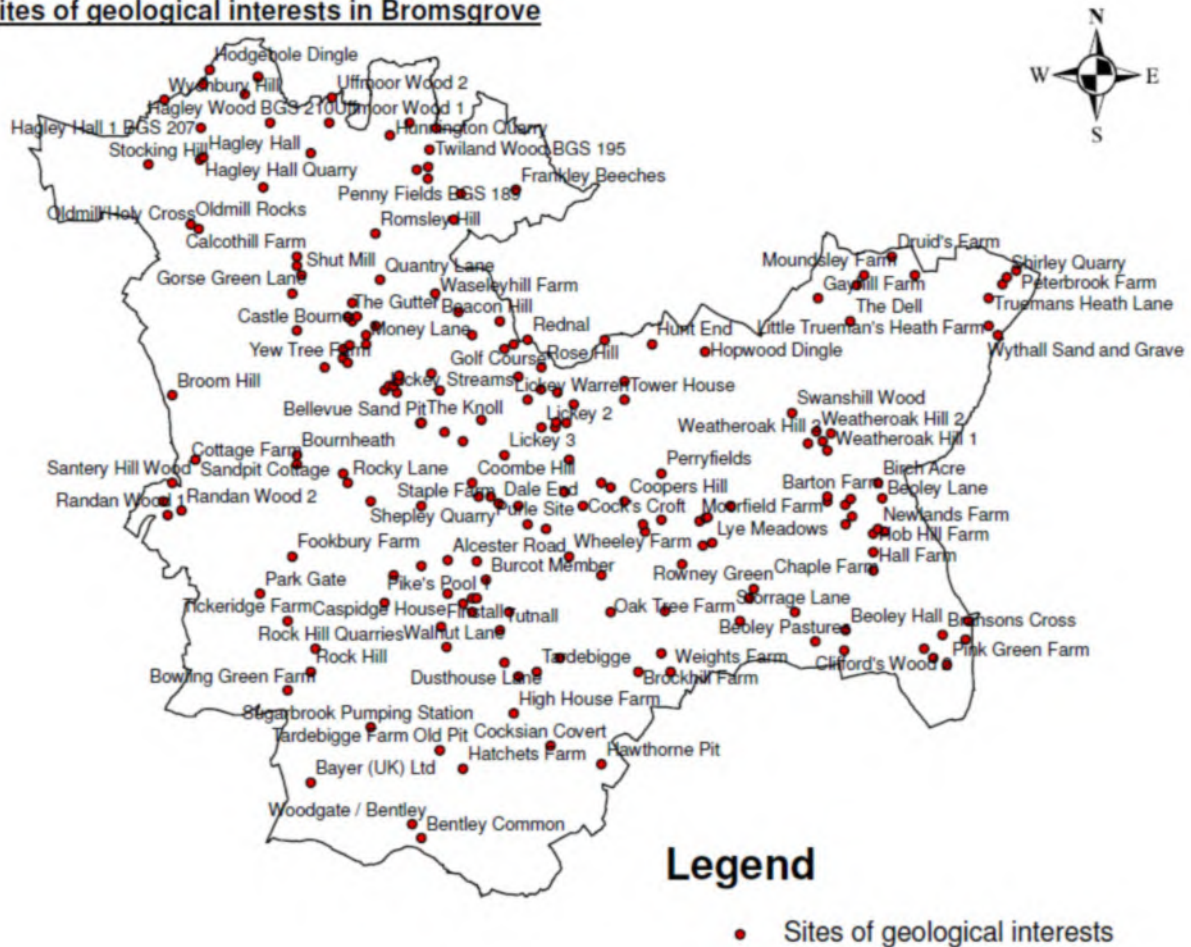 ites of geological interests in Bromsgrove
N
W E
S
Hodgehole Dingle
Wychbury Hill
Uffmoor Wood 2
Hagley Wood BGS 210
Uffmoor Wood 1
Hagley Hall 1 BGS 207
Hunnington Quarry
Stocking Hill
Hagley Hall
Twiland Wood BGS 195
Hagley Hall Quarry
Frankley Beeches
Penny Fields BGS 189
Oldmill/Holy Cross
Oldmill Rocks
Romsley Hill
Calcothill Farm
Druid's Farm
Shut Mill
Quantry Lane
Moundsley Farm
Shirley Quarry
Gorse Green Lane
Waseleyhill Farm
Gayhill Farm
Peterbrook Farm
The Gutter
Beacon Hill
The Dell
Truemans Heath Lane
Castle Bourne
Money Lane
Rednal
Hunt End
Little Trueman's Heath Farm
Yew Tree Farm
Golf Course
Rose Hill
Hopwood Dingle
Wythall Sand and Grave
Broom Hill
Lickey Streams
Lickey Warren
Tower House
Bellevue Sand Pit
The Knoll
Lickey 2
Swanshill Wood
Weatheroak Hill 3
Weatheroak Hill 2
Bournheath
Lickey 3
Weatheroak Hill 1
Cottage Farm
Santery Hill Wood
Sandpit Cottage
Rocky Lane
Coombe Hill
Perryfields
Birch Acre
Randan Wood 1
Randan Wood 2
Staple Farm
Dale End
Coopers Hill
Barton Farm
Beoley Lane
Shepley Quarry
Purle Site
Cock's Croft
Moorfield Farm
Newlands Farm
Lye Meadows
Hob Hill Farm
Fookbury Farm
Alcester Road
Wheeley Farm
Hall Farm
Burcot Member
Rowney Green
Chaple Farm
Park Gate
Pike's Pool 1
Storrage Lane
Tickeridge Farm
Caspidge House
Finstall
Tutnall
Oak Tree Farm
Beoley Hall
Bransons Cross
Rock Hill Quarries
Walnut Lane
Beoley Pastures
Rock Hill
Tardebigge
Weights Farm
Pink Green Farm
Bowling Green Farm
Dusthouse Lane
Brockhill Farm
Clifford's Wood
High House Farm
Sugarbrook Pumping Station
Tardebigge Farm Old Pit
Cocksian Covert
Hatchets Farm
Hawthorne Pit
Bayer (UK) Ltd
Woodgate / Bentley
Bentley Common
Legend
Sites of geological interests